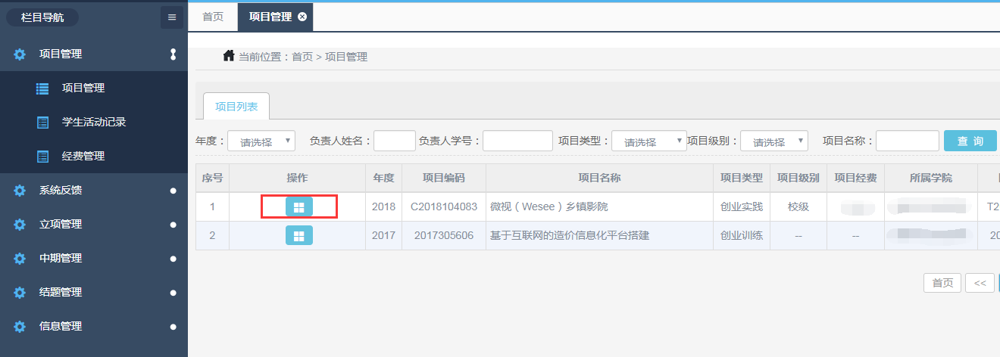 栏目导航
首页
项目管理
项目管理
项目管理
学生活动记录
经费管理
系统反馈
立项管理
中期管理
结题管理
信息管理
当前位置：首页 > 项目管理
项目列表
年度： 请选择 负责人姓名： 负责人学号： 项目类型： 请选择 项目级别： 请选择 项目名称： 查 询
序号 操作 年度 项目编码 项目名称 项目类型 项目级别 项目经费 所属学院
1 2018 C2018104083 微视（Wesee）乡镇影院 创业实践 校级 T2
2 2017 2017305606 基于互联网的造价信息化平台搭建 创业训练 -- -- 20
首页 <<